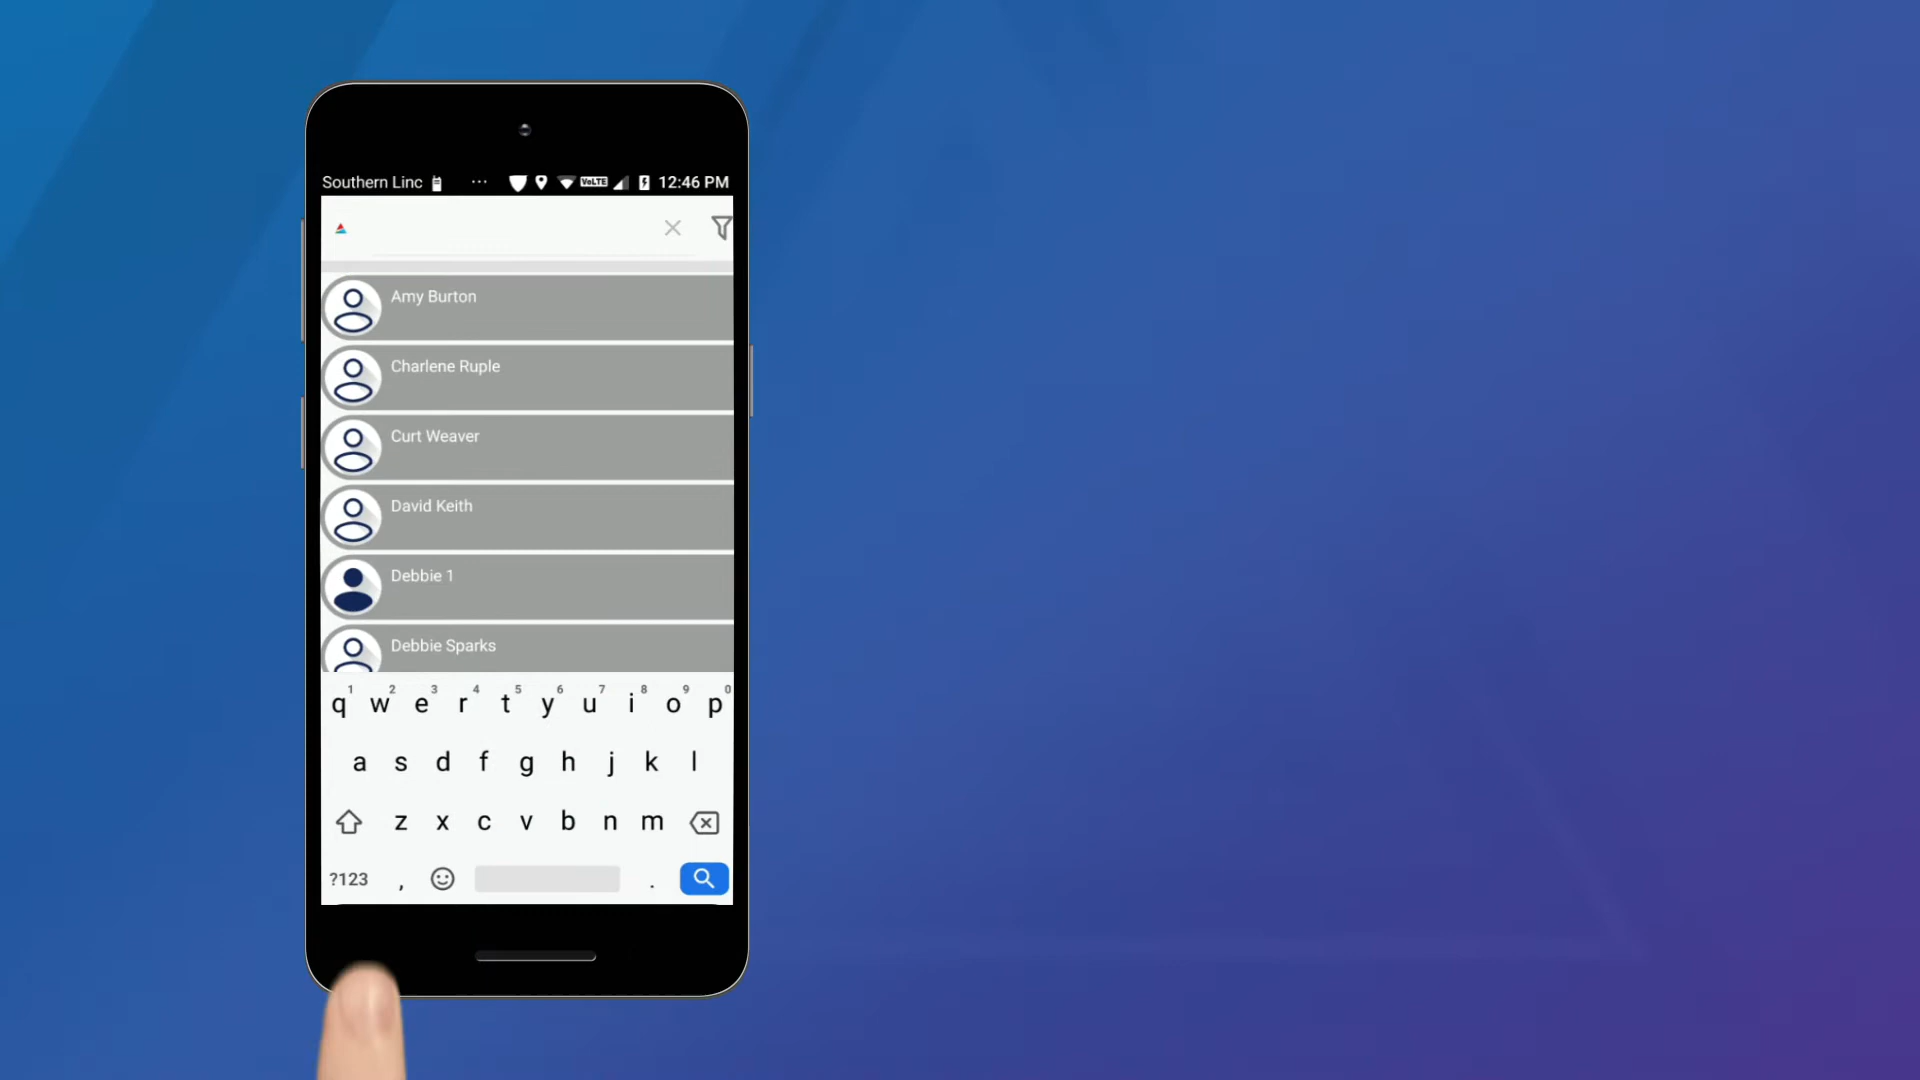 Southern Linc ... VoLTE 12:46 PM
Amy Burton
Charlene Ruple
Curt Weaver
David Keith
Debbie 1
Debbie Sparks
1 2 3 4 5 6 7 8 9 0
q w e r t y u i o p
a s d f g h j k l
z x c v b n m
?123 , .